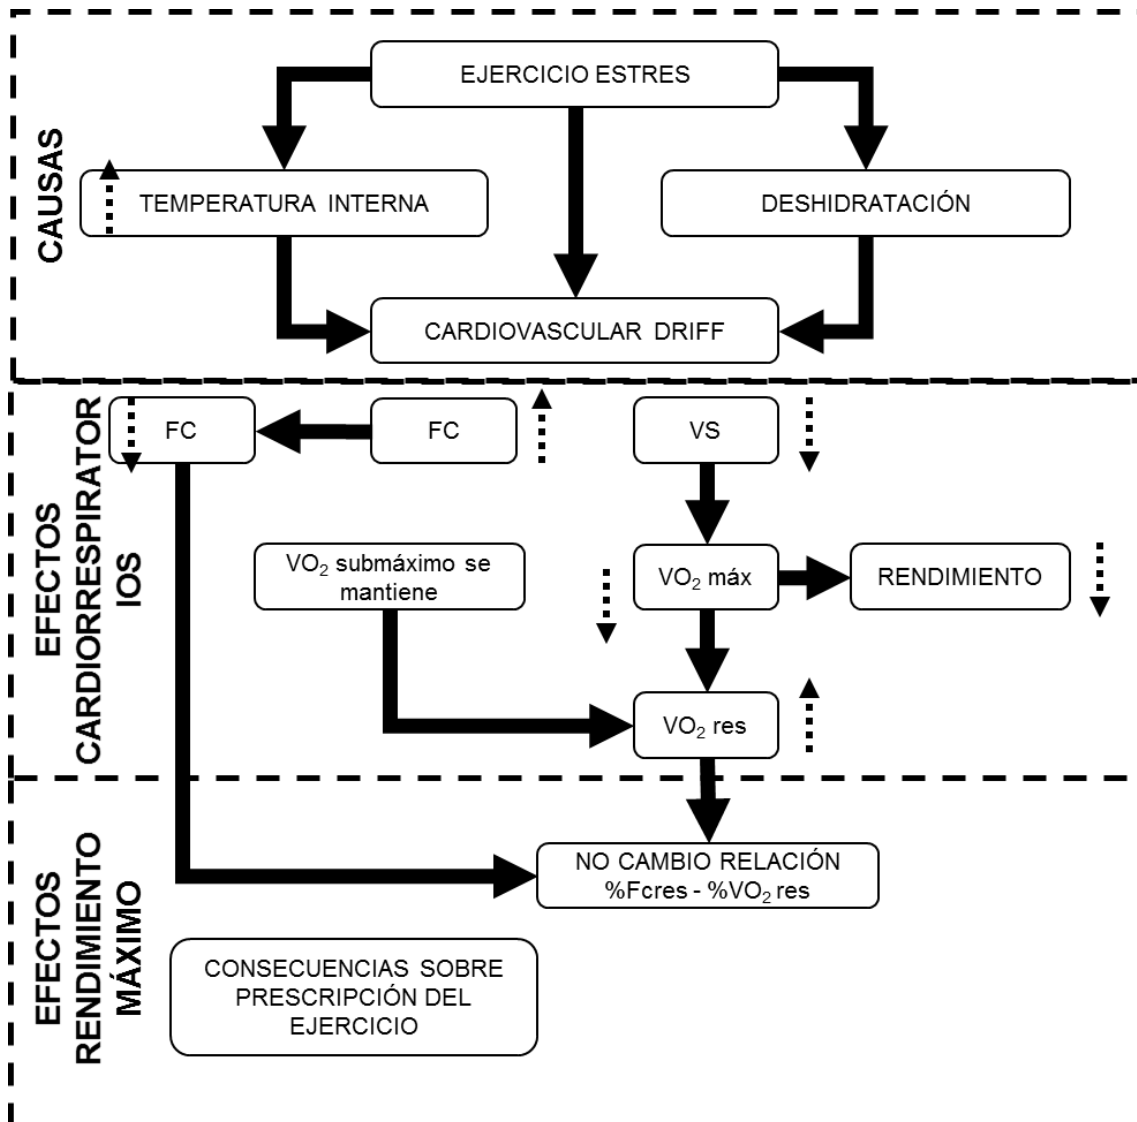 CAUSAS
EJERCICIO ESTRES
TEMPERATURA INTERNA
DESHIDRATACIÓN
CARDIOVASCULAR DRIFF
EFECTOS
CARDIORRESPIRATOR
IOS
FC
FC
VS
VO₂ submáximo se
mantiene
VO₂ máx
RENDIMIENTO
VO₂ res
EFECTOS
RENDIMIENTO
MÁXIMO
NO CAMBIO RELACIÓN
%Fcres - %VO₂ res
CONSECUENCIAS SOBRE
PRESCRIPCIÓN DEL
EJERCICIO